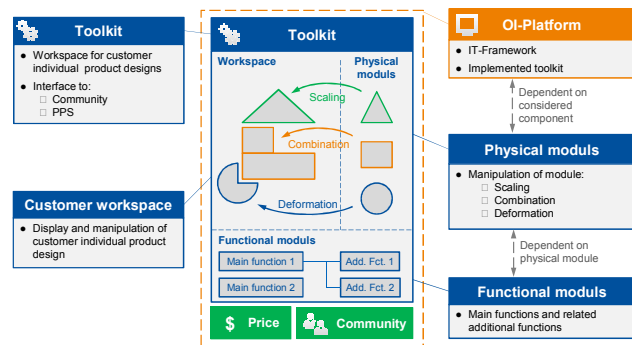 Toolkit
• Workspace for customer
individual product designs
• Interface to:
□ Community
□ PPS
Customer workspace
• Display and manipulation of
customer individual product
design
Toolkit
Workspace
Physical
moduls
Scaling
Combination
Deformation
Functional moduls
Main function 1
Add. Fct. 1
Main function 2
Add. Fct. 2
$ Price
Community
OI-Platform
• IT-Framework
• Implemented toolkit
Dependent on
considered
component
Physical moduls
• Manipulation of module:
□ Scaling
□ Combination
□ Deformation
Dependent on
physical module
Functional moduls
• Main functions and related
additional functions